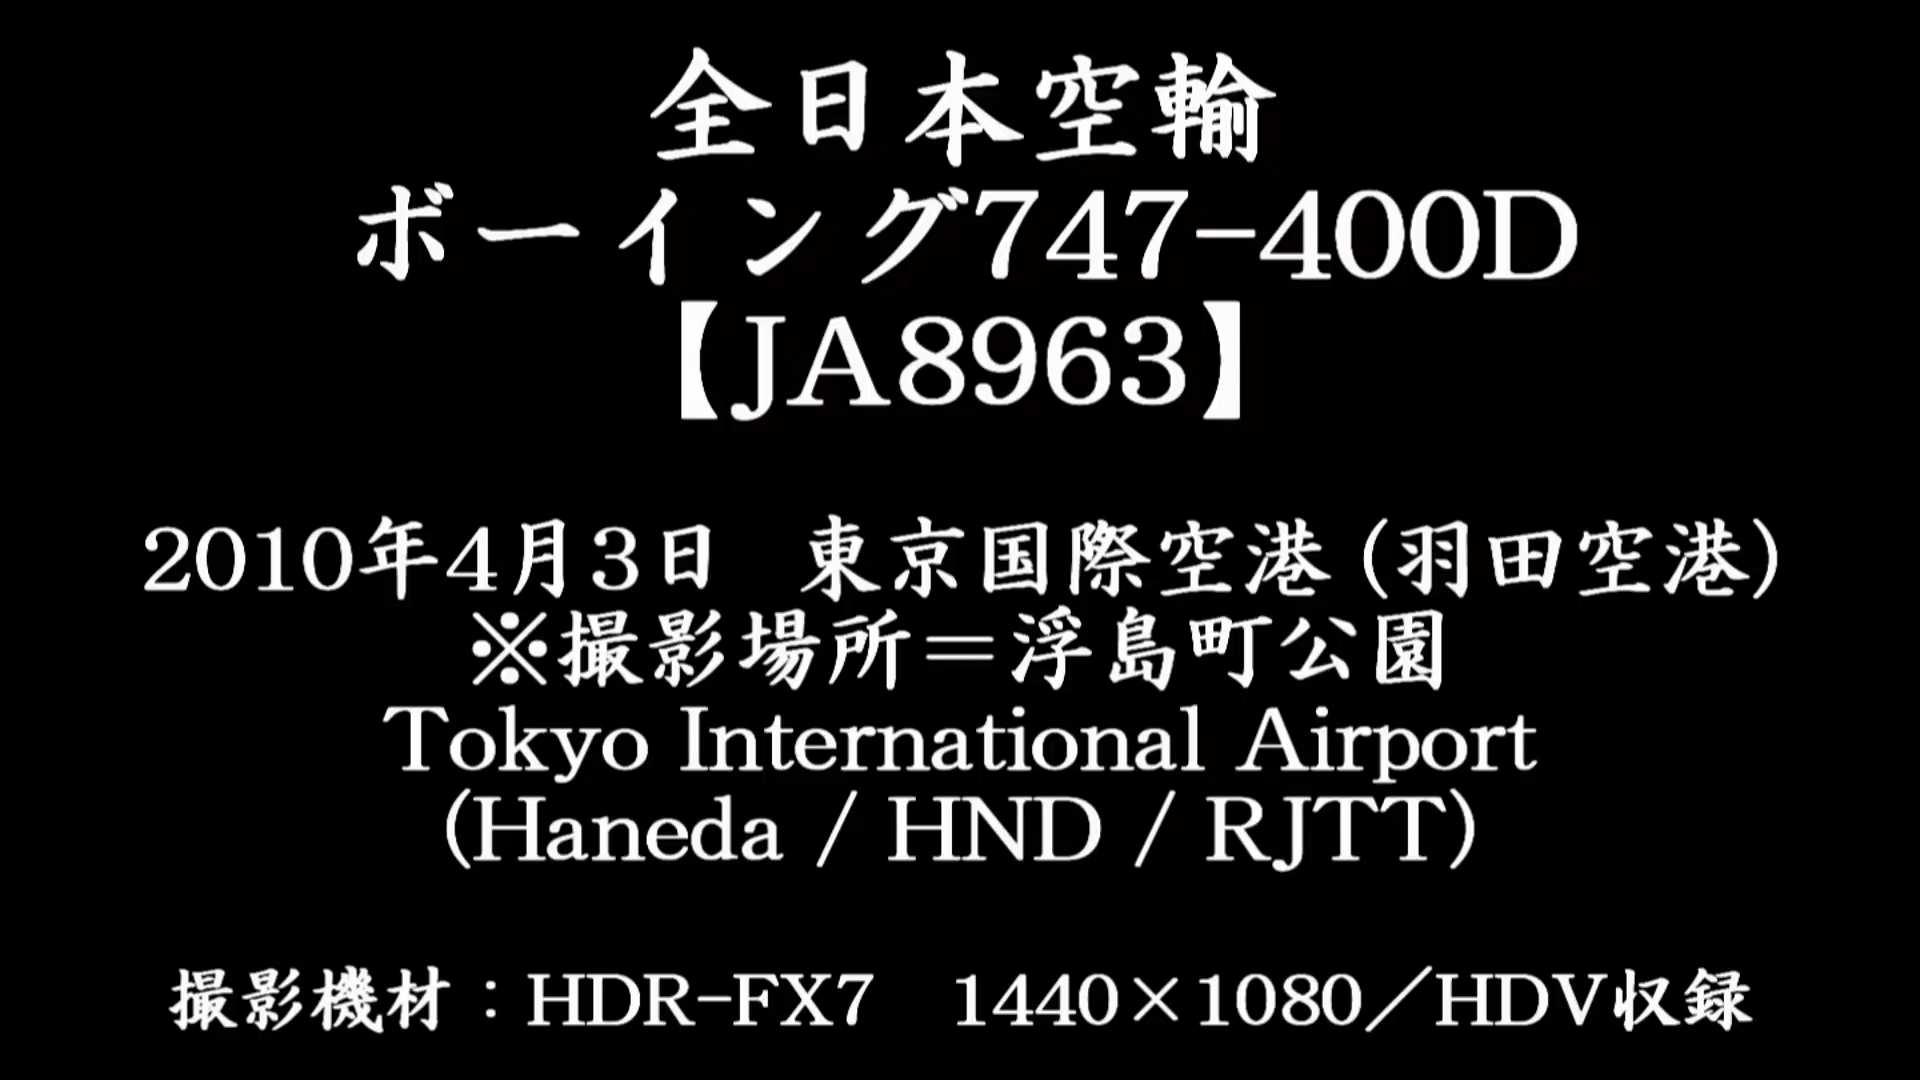 全日本空輸
ボーイング747-400D
【JA8963】
2010年4月3日　東京国際空港(羽田空港)
※撮影場所＝浮島町公園
Tokyo International Airport
(Haneda / HND / RJTT)
撮影機材：HDR-FX7　1440×1080／HDV収録